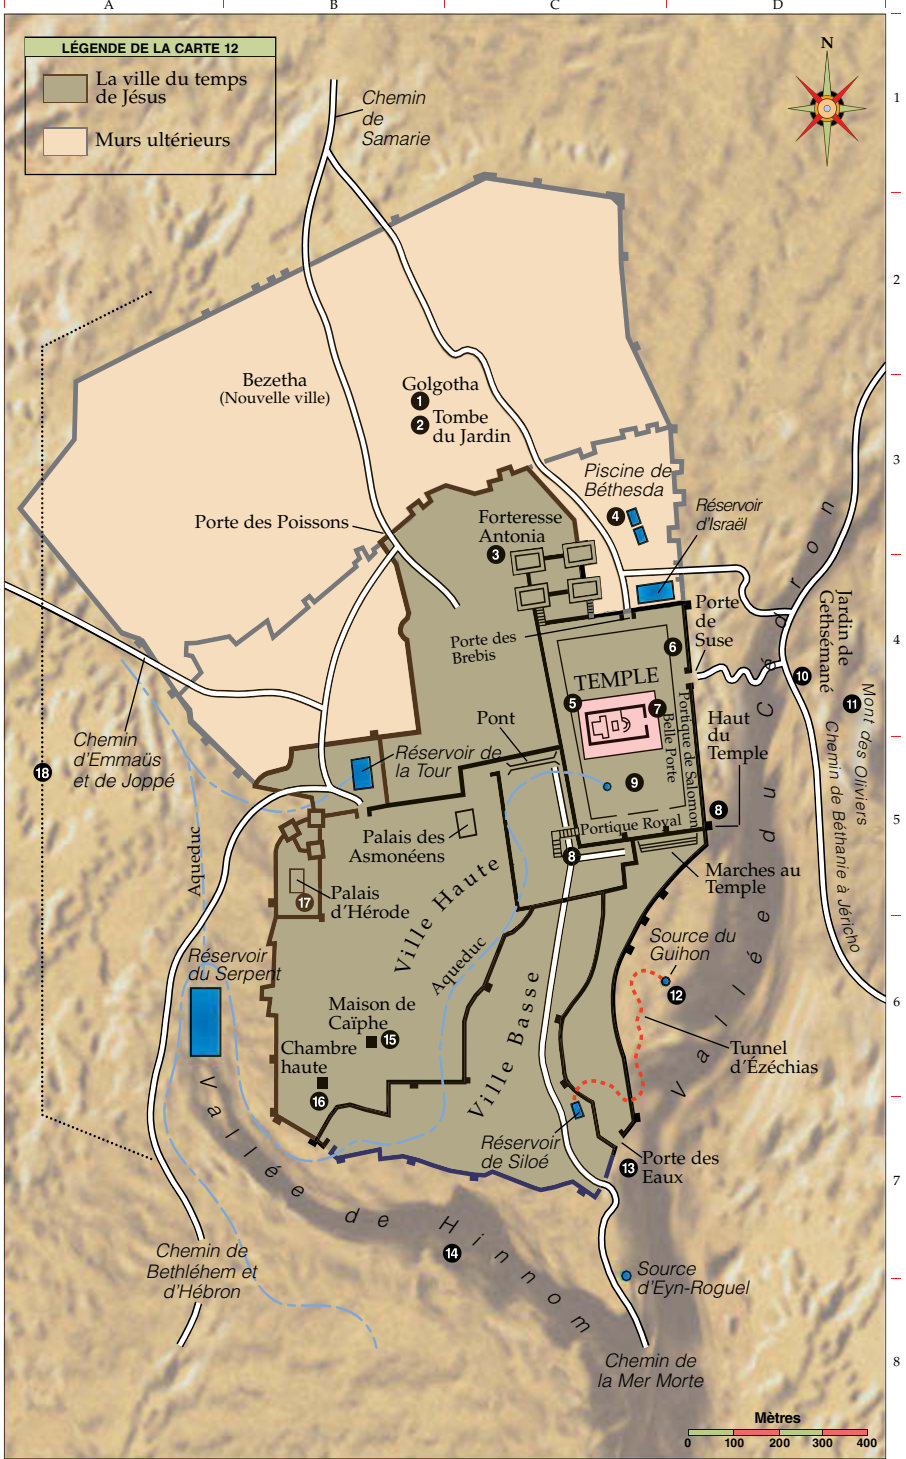 A
B
C
D
LÉGENDE DE LA CARTE 12
La ville du temps
de Jésus
Murs ultérieurs
N
Chemin
de
Samarie
1
2
Bezetha
(Nouvelle ville)
Golgotha
1
2
Tombe
du Jardin
3
Piscine de
Béthesda
4
Réservoir
d'Israël
Porte des Poissons
Forteresse
Antonia
3
4
Porte
de
Suse
6
Porte des
Brebis
TEMPLE
5
7
Belle Porte
Portique de Salomon
9
Portique Royal
Pont
Jardin de
Gethsémané
10
11
Mont des Oliviers
Chemin de Béthanie à Jéricho
Haut
du
Temple
8
8
5
Chemin
d'Emmaüs
et de Joppé
18
Réservoir de
la Tour
Palais des
Asmonéens
Marches au
Temple
Aqueduc
Palais
d'Hérode
17
Ville Haute
Aqueduc
Réservoir
du Serpent
Source du
Guihon
12
Vallée du Cédron
6
Maison de
Caïphe
15
Chambre
haute
16
Ville Basse
Tunnel
d'Ézéchias
Réservoir
de Siloé
Porte des
Eaux
13
7
Vallée de Hinnom
14
Chemin de
Bethléhem et
d'Hébron
Source
d'Eyn-Roguel
Chemin de
la Mer Morte
8
Mètres
0 100 200 300 400